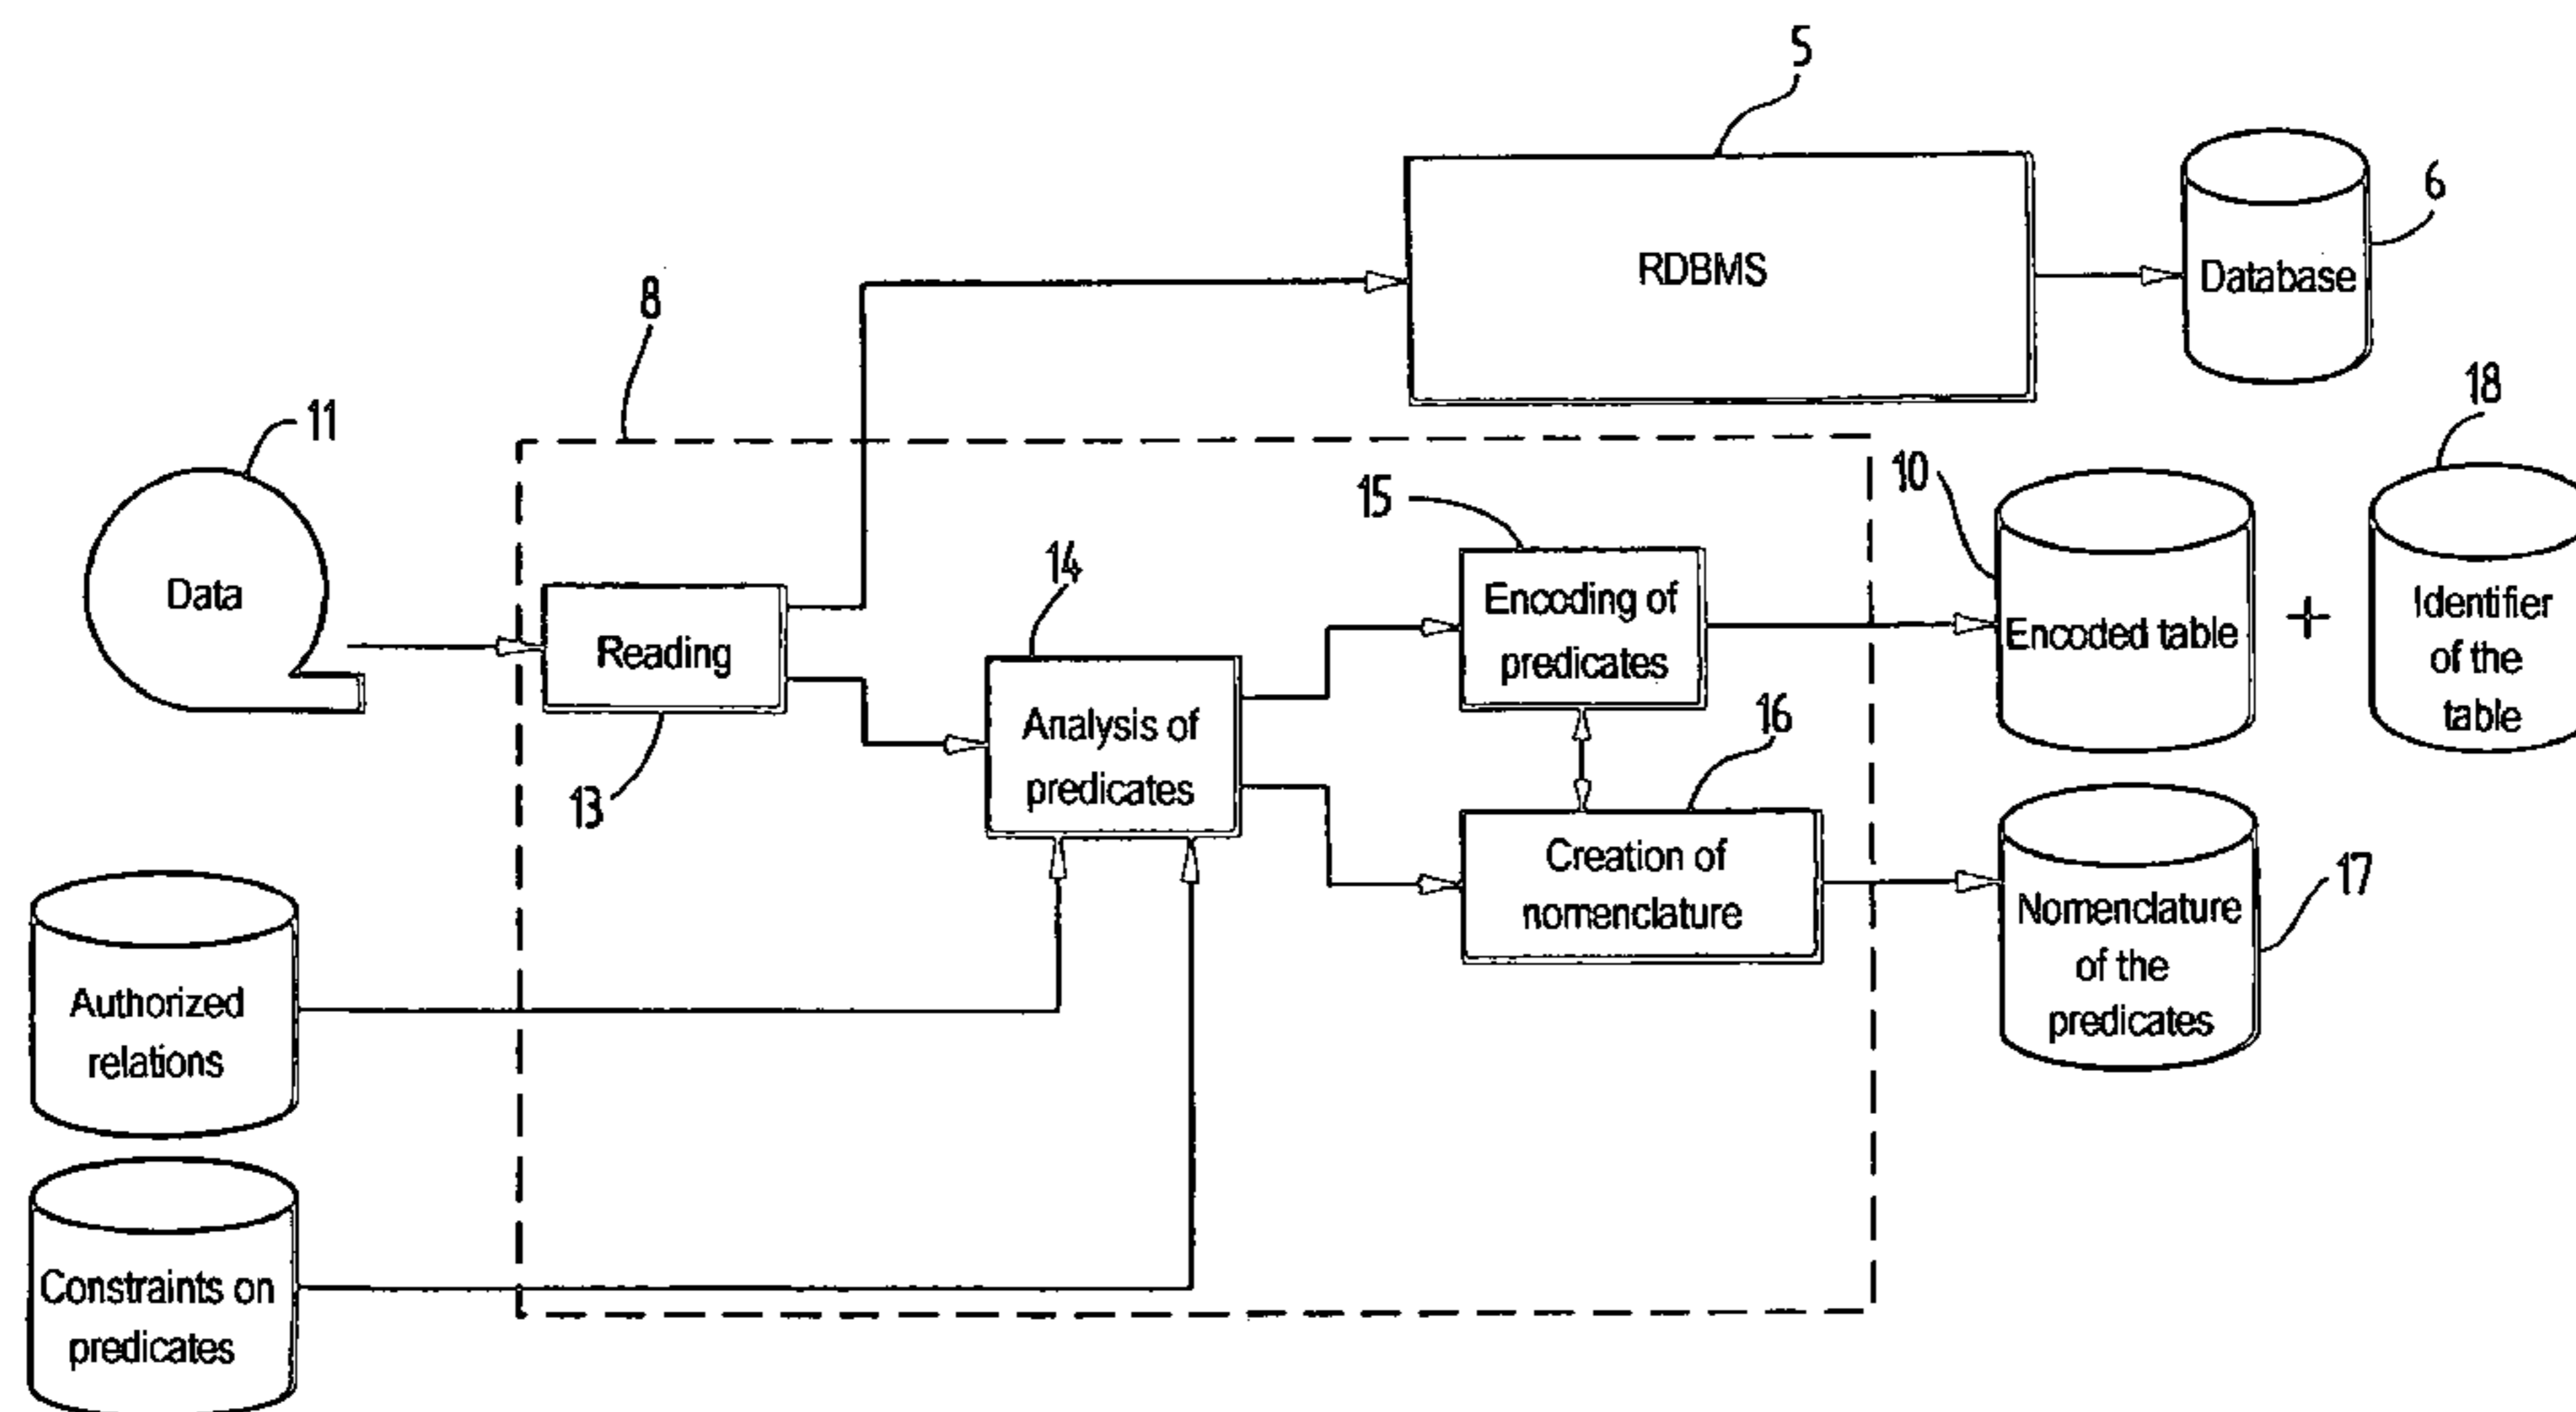 5
6
RDBMS
Database
8
18
11
10
15
Data
14
Encoding of
predicates
Identifier
of the
table
Encoded table
+
Reading
Analysis of
predicates
16
13
Creation of
nomenclature
17
Nomenclature
of the
predicates
Authorized
relations
Constraints on
predicates